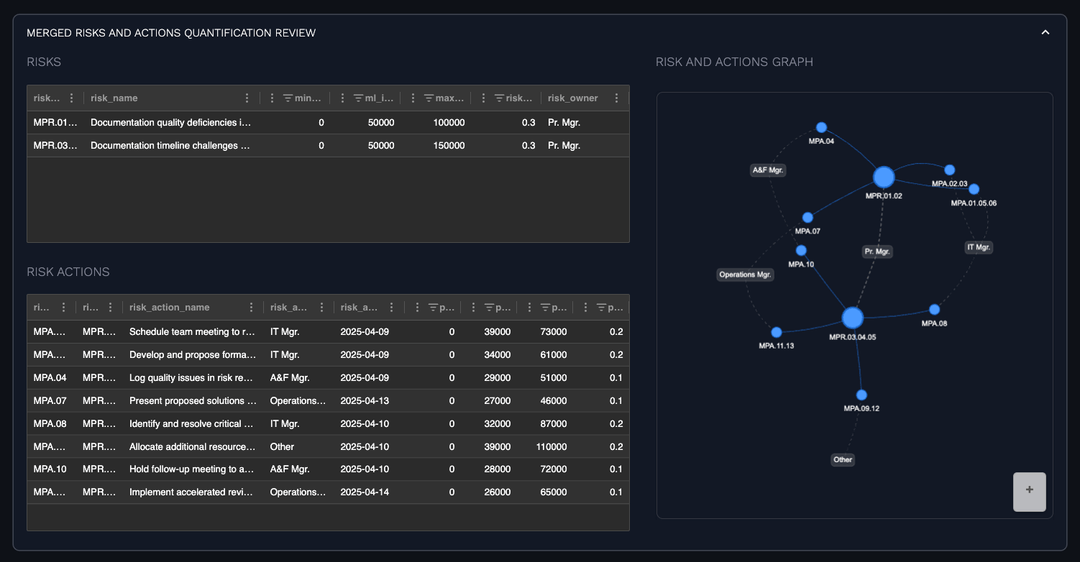 MERGED RISKS AND ACTIONS QUANTIFICATION REVIEW
RISKS
risk... risk_name min... ml_i... max... risk... risk_owner
MPR.01... Documentation quality deficiencies i... 0 50000 100000 0.3 Pr. Mgr.
MPR.03... Documentation timeline challenges ... 0 50000 150000 0.3 Pr. Mgr.
RISK ACTIONS
ri... ri... risk_action_name risk_a... risk_a... p... p... p... p...
MPA.... MPR.... Schedule team meeting to r... IT Mgr. 2025-04-09 0 39000 73000 0.2
MPA.... MPR.... Develop and propose forma... IT Mgr. 2025-04-09 0 34000 61000 0.2
MPA.04 MPR.... Log quality issues in risk re... A&F Mgr. 2025-04-09 0 29000 51000 0.1
MPA.07 MPR.... Present proposed solutions ... Operations... 2025-04-13 0 27000 46000 0.1
MPA.08 MPR.... Identify and resolve critical ... IT Mgr. 2025-04-10 0 32000 87000 0.2
MPA.... MPR.... Allocate additional resource... Other 2025-04-10 0 39000 110000 0.2
MPA.10 MPR.... Hold follow-up meeting to a... A&F Mgr. 2025-04-10 0 28000 72000 0.1
MPA.... MPR.... Implement accelerated revi... Operations... 2025-04-14 0 26000 65000 0.1
RISK AND ACTIONS GRAPH
MPA.04
A&F Mgr.
MPA.02.03
MPR.01.02
MPA.01.05.06
MPA.07
IT Mgr.
Pr. Mgr.
MPA.10
Operations Mgr.
MPA.08
MPR.03.04.05
MPA.11.13
MPA.09.12
Other
+